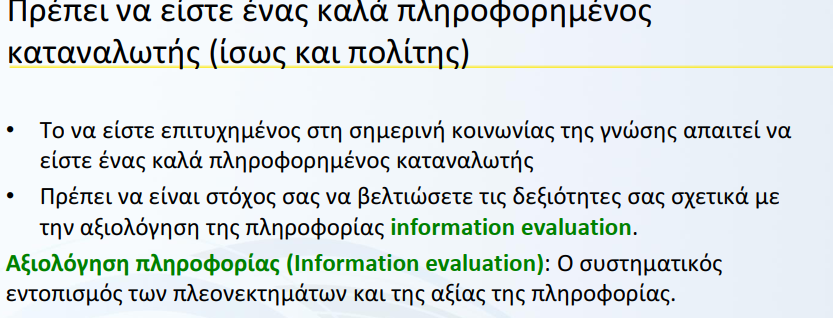 Πρέπει να είστε ένας καλά πληροφορημένος
καταναλωτής (ίσως και πολίτης)
• Το να είστε επιτυχημένος στη σημερινή κοινωνίας της γνώσης απαιτεί να
είστε ένας καλά πληροφορημένος καταναλωτής
• Πρέπει να είναι στόχος σας να βελτιώσετε τις δεξιότητες σας σχετικά με
την αξιολόγηση της πληροφορίας information evaluation.
Αξιολόγηση πληροφορίας (Information evaluation): Ο συστηματικός
εντοπισμός των πλεονεκτημάτων και της αξίας της πληροφορίας.